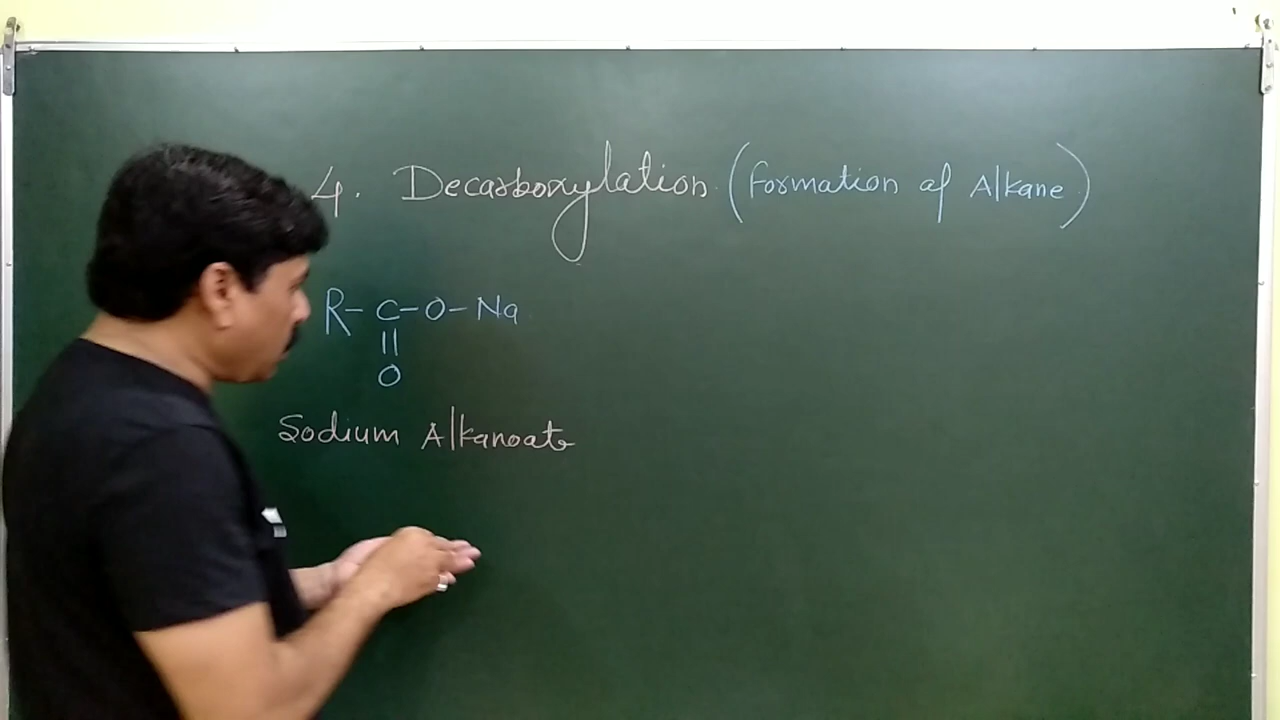 4. Decarboxylation (Formation of Alkane)
R-C-O-Na
||
O
Sodium Alkanoate